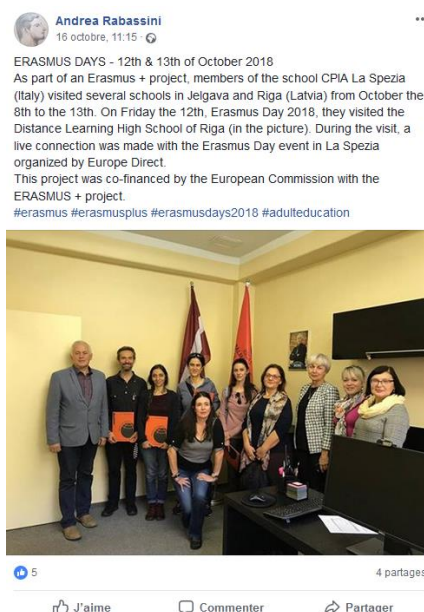 Andrea Rabassini
16 octobre, 11:15 ·
ERASMUS DAYS - 12th & 13th of October 2018
As part of an Erasmus + project, members of the school CPIA La Spezia
(Italy) visited several schools in Jelgava and Riga (Latvia) from October the
8th to the 13th. On Friday the 12th, Erasmus Day 2018, they visited the
Distance Learning High School of Riga (in the picture). During the visit, a
live connection was made with the Erasmus Day event in La Spezia
organized by Europe Direct.
This project was co-financed by the European Commission with the
ERASMUS + project.
#erasmus #erasmusplus #erasmusdays2018 #adulteducation
5
4 partages
J'aime
Commenter
Partager